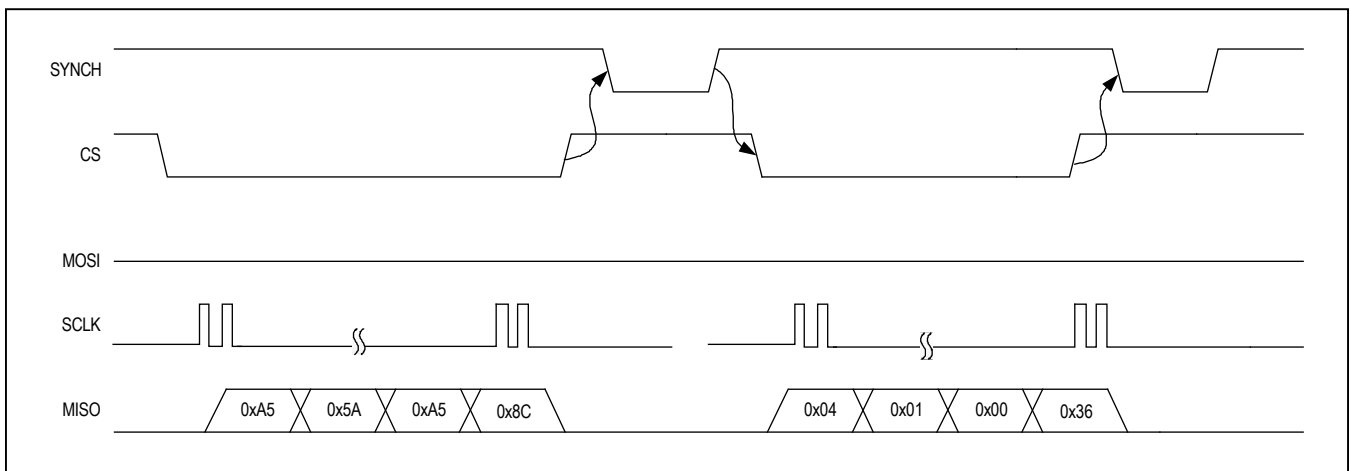 SYNCH
CS
MOSI
SCLK
MISO 0xA5 0x5A 0xA5 0x8C 0x04 0x01 0x00 0x36